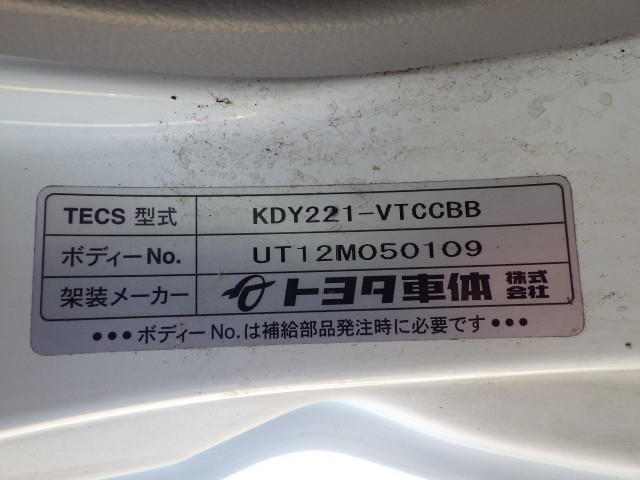 TECS 型式 KDY221-VTCCBB
ボディーNo. UT12M050109
架装メーカー トヨタ車体 株式会社
●●●ボディーNo.は補給部品発注時に必要です●●●